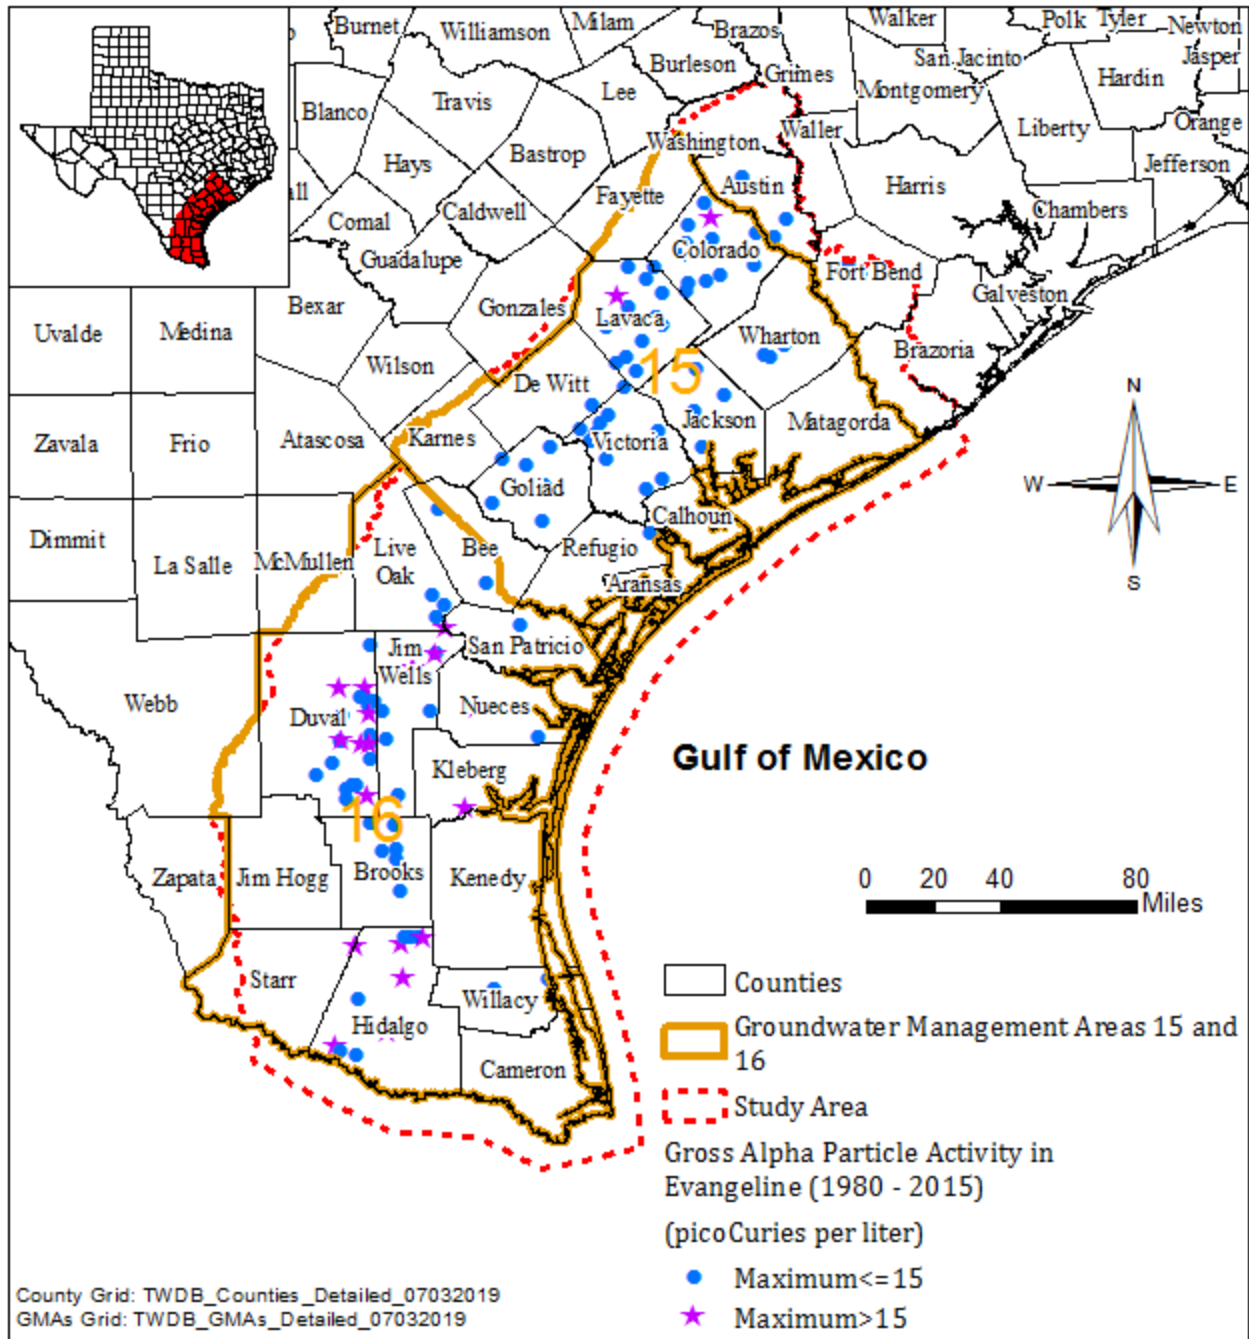 Burnet
Williamson
Milam
Brazos
Walker
Polk
Tyler
Newton
Burleson
Grimes
San Jacinto
Jasper
Blanco
Travis
Lee
Montgomery
Hardin
Hays
Bastrop
Washington
Waller
Liberty
Orange
Fayette
Austin
Harris
Jefferson
all
Comal
Caldwell
Colorado
Chambers
Guadalupe
Fort Bend
Bexar
Gonzales
Lavaca
Galveston
Uvalde
Medina
Wharton
Brazoria
Wilson
De Witt
15
Zavala
Frio
Atascosa
Karnes
Victoria
Jackson
Matagorda
N
Goliad
W
E
Dimmit
La Salle
McMullen
Live
Oak
Bee
Refugio
Calhoun
Aransas
S
Jim
Wells
San Patricio
Webb
Duval
Nueces
Gulf of Mexico
Kleberg
16
Zapata
Jim Hogg
Brooks
Kenedy
0 20 40 80
Miles
Starr
Willacy
Hidalgo
Cameron
Counties
Groundwater Management Areas 15 and
16
Study Area
Gross Alpha Particle Activity in
Evangeline (1980 - 2015)
(picoCuries per liter)
Maximum<=15
Maximum>15
County Grid: TWDB_Counties_Detailed_07032019
GMAs Grid: TWDB_GMAs_Detailed_07032019